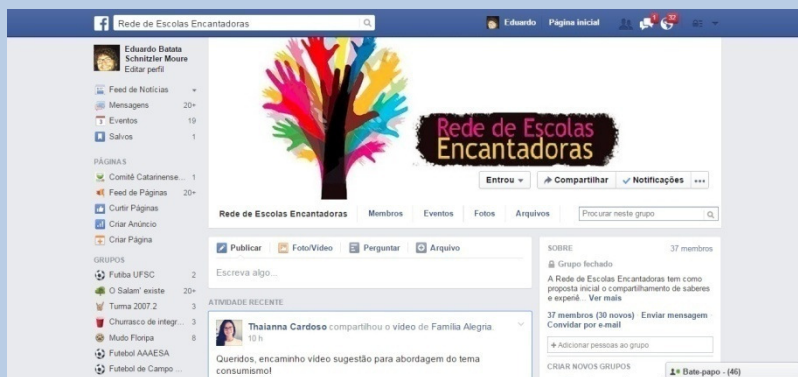 Rede de Escolas Encantadoras
Eduardo Página inicial 1 32
Eduardo Batata
Schnitzler Moure
Editar perfil
Feed de Notícias
Mensagens 20+
Eventos 19
Salvos 1
PÁGINAS
Comitê Catarinense... 1
Feed de Páginas 20+
Curtir Páginas
Criar Anúncio
Criar Página
GRUPOS
Futiba UFSC 2
O Salam' existe 20+
Turma 2007.2 3
Churrasco de integr... 3
Mudo Floripa 8
Futebol AAAESA
Futebol de Campo ...
Rede de Escolas
Encantadoras
Entrou Compartilhar Notificações
Rede de Escolas Encantadoras Membros Eventos Fotos Arquivos Procurar neste grupo
Publicar Foto/Vídeo Perguntar Arquivo
Escreva algo...
ATIVIDADE RECENTE
Thaianna Cardoso compartilhou o vídeo de Família Alegria.
10 h
Queridos, encaminho vídeo sugestão para abordagem do tema
consumismo!
SOBRE 37 membros
Grupo fechado
A Rede de Escolas Encantadoras tem como
proposta inicial o compartilhamento de saberes
e experiê... Ver mais
37 membros (30 novos) · Enviar mensagem ·
Convidar por e-mail
+ Adicionar pessoas ao grupo
CRIAR NOVOS GRUPOS
Bate-papo - (46)